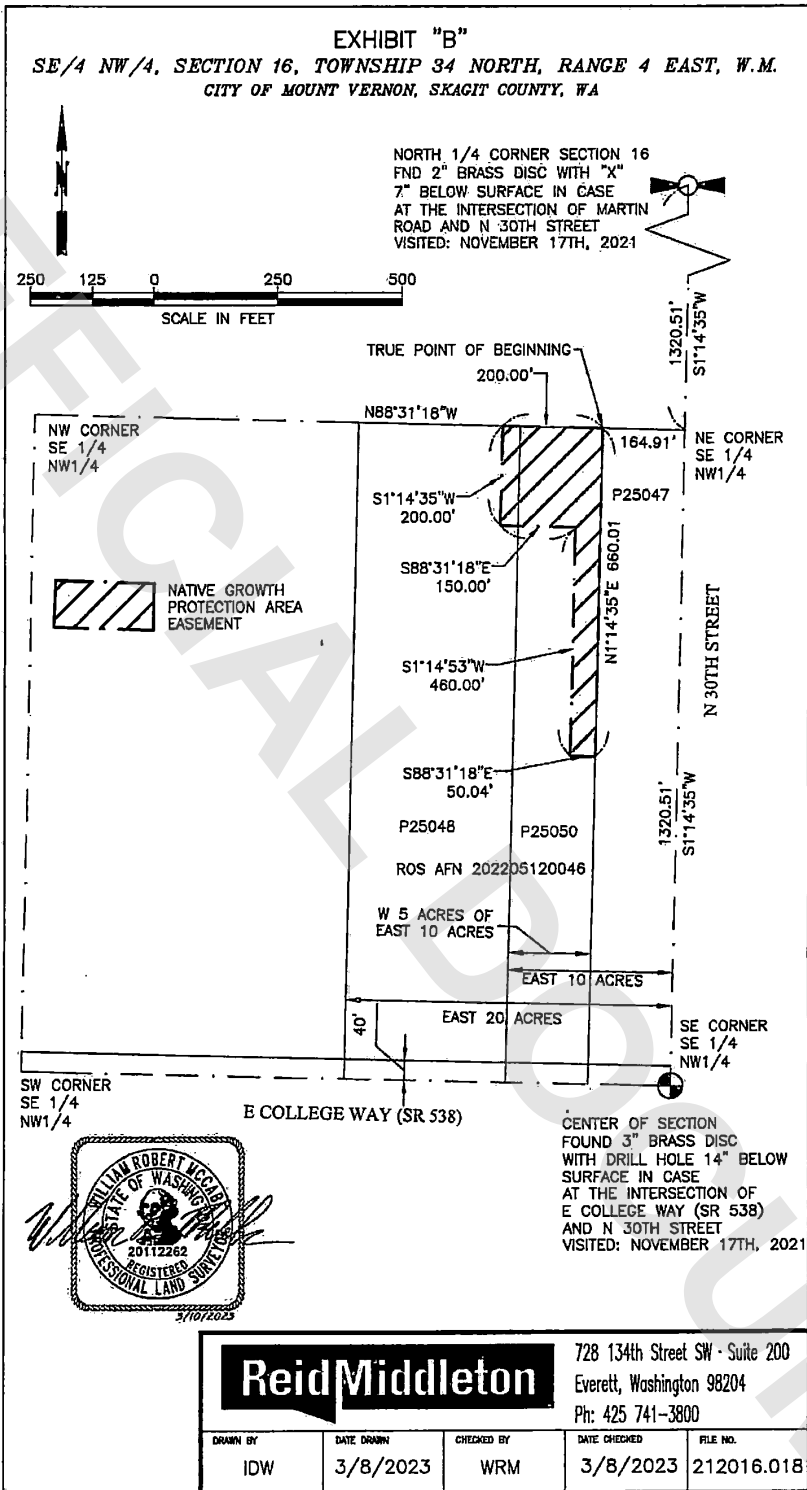 EXHIBIT "B"
SE/4 NW/4, SECTION 16, TOWNSHIP 34 NORTH, RANGE 4 EAST, W.M.
CITY OF MOUNT VERNON, SKAGIT COUNTY, WA
N
NORTH 1/4 CORNER SECTION 16
FND 2" BRASS DISC WITH "X"
7" BELOW SURFACE IN CASE
AT THE INTERSECTION OF MARTIN
ROAD AND N 30TH STREET
VISITED: NOVEMBER 17TH, 2021
250 125 0 250 500
SCALE IN FEET
1320.51'
S1°14'35"W
TRUE POINT OF BEGINNING
200.00'
N88°31'18"W
NW CORNER
SE 1/4
NW1/4
164.91'
NE CORNER
SE 1/4
NW1/4
S1°14'35"W
200.00'
P25047
S88°31'18"E
150.00'
N1°14'35"E 660.01
NATIVE GROWTH
PROTECTION AREA
EASEMENT
S1°14'53"W
460.00'
N 30TH STREET
S88°31'18"E
50.04'
1320.51'
S1°14'35"W
P25048
P25050
ROS AFN 202205120046
W 5 ACRES OF
EAST 10 ACRES
EAST 10 ACRES
EAST 20 ACRES
40'
SE CORNER
SE 1/4
NW1/4
SW CORNER
SE 1/4
NW1/4
E COLLEGE WAY (SR 538)
CENTER OF SECTION
FOUND 3" BRASS DISC
WITH DRILL HOLE 14" BELOW
SURFACE IN CASE
AT THE INTERSECTION OF
E COLLEGE WAY (SR 538)
AND N 30TH STREET
VISITED: NOVEMBER 17TH, 2021
WILLIAM ROBERT MCCABE
STATE OF WASHINGTON
20112262
REGISTERED
PROFESSIONAL LAND SURVEYOR
3/10/2023
ReidMiddleton
728 134th Street SW · Suite 200
Everett, Washington 98204
Ph: 425 741-3800
DRAWN BY
IDW
DATE DRAWN
3/8/2023
CHECKED BY
WRM
DATE CHECKED
3/8/2023
FILE NO.
212016.018